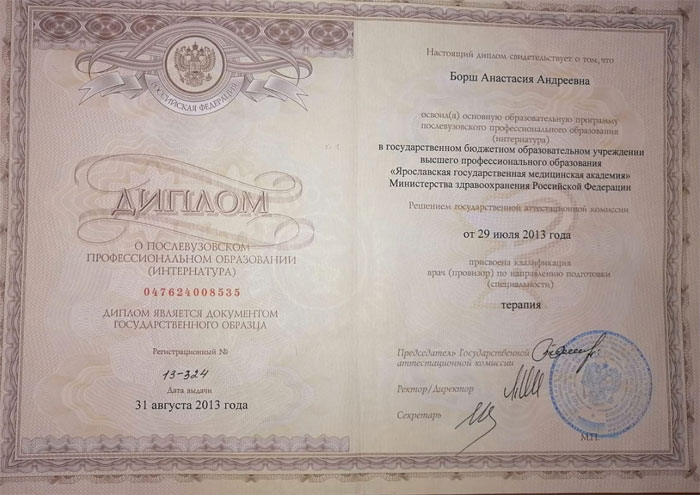 РОССИЙСКАЯ ФЕДЕРАЦИЯ
ДИПЛОМ
О ПОСЛЕВУЗОВСКОМ
ПРОФЕССИОНАЛЬНОМ ОБРАЗОВАНИИ
(ИНТЕРНАТУРА)
047624008535
ДИПЛОМ ЯВЛЯЕТСЯ ДОКУМЕНТОМ
ГОСУДАРСТВЕННОГО ОБРАЗЦА
Регистрационный №
13-324
Дата выдачи
31 августа 2013 года
Настоящий диплом свидетельствует о том, что
Борш Анастасия Андреевна
освоил(а) основную образовательную программу
послевузовского профессионального образования
(интернатура)
в государственном бюджетном образовательном учреждении
высшего профессионального образования
«Ярославская государственная медицинская академия»
Министерства здравоохранения Российской Федерации
Решением государственной аттестационной комиссии
от 29 июля 2013 года
присвоена квалификация
врач (провизор) по направлению подготовки
(специальности)
терапия
Председатель Государственной
аттестационной комиссии
Ректор/Директор
Секретарь
М.П.